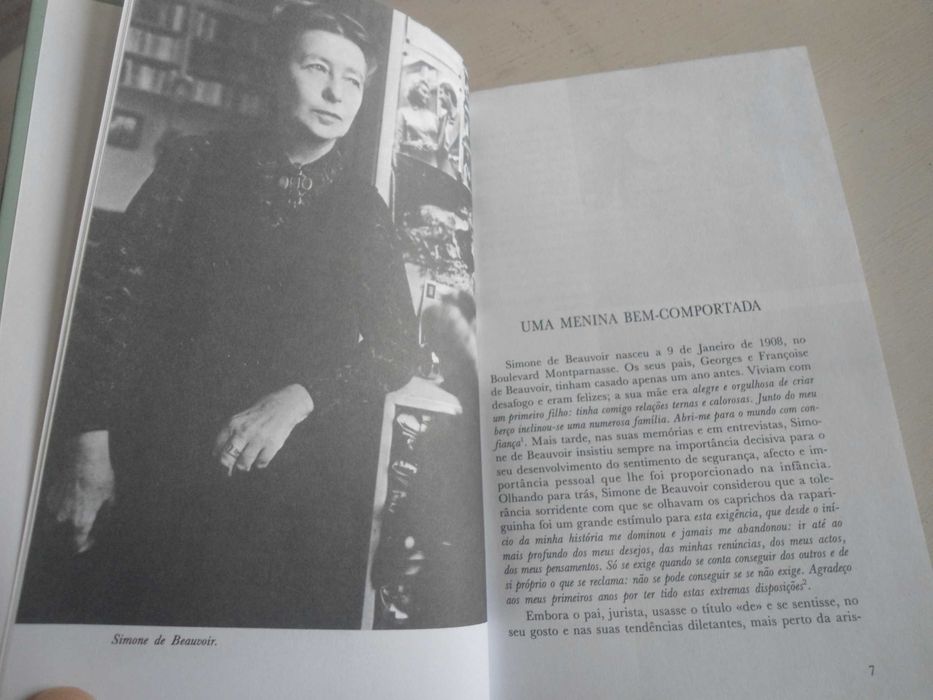 Simone de Beauvoir.
UMA MENINA BEM-COMPORTADA
Simone de Beauvoir nasceu a 9 de Janeiro de 1908, no
Boulevard Montparnasse. Os seus pais, Georges e Françoise
de Beauvoir, tinham casado apenas um ano antes. Viviam com
desafogo e eram felizes; a sua mãe era alegre e orgulhosa de criar
um primeiro filho: tinha comigo relações ternas e calorosas. Junto do meu
berço inclinou-se uma numerosa família. Abri-me para o mundo com con-
fiança¹. Mais tarde, nas suas memórias e em entrevistas, Simo-
ne de Beauvoir insistiu sempre na importância decisiva para o
seu desenvolvimento do sentimento de segurança, afecto e im-
portância pessoal que lhe foi proporcionado na infância.
Olhando para trás, Simone de Beauvoir considerou que a tole-
rância sorridente com que se olhavam os caprichos da rapari-
guinha foi um grande estímulo para esta exigência, que desde o iní-
cio da minha história me dominou e jamais me abandonou: ir até ao
mais profundo dos meus desejos, das minhas renúncias, dos meus actos,
dos meus pensamentos. Só se exige quando se conta conseguir dos outros e de
si próprio o que se reclama: não se pode conseguir se se não exige. Agradeço
aos meus primeiros anos por ter tido estas extremas disposições².
Embora o pai, jurista, usasse o título «de» e se sentisse, no
seu gosto e nas suas tendências diletantes, mais perto da aris-
7